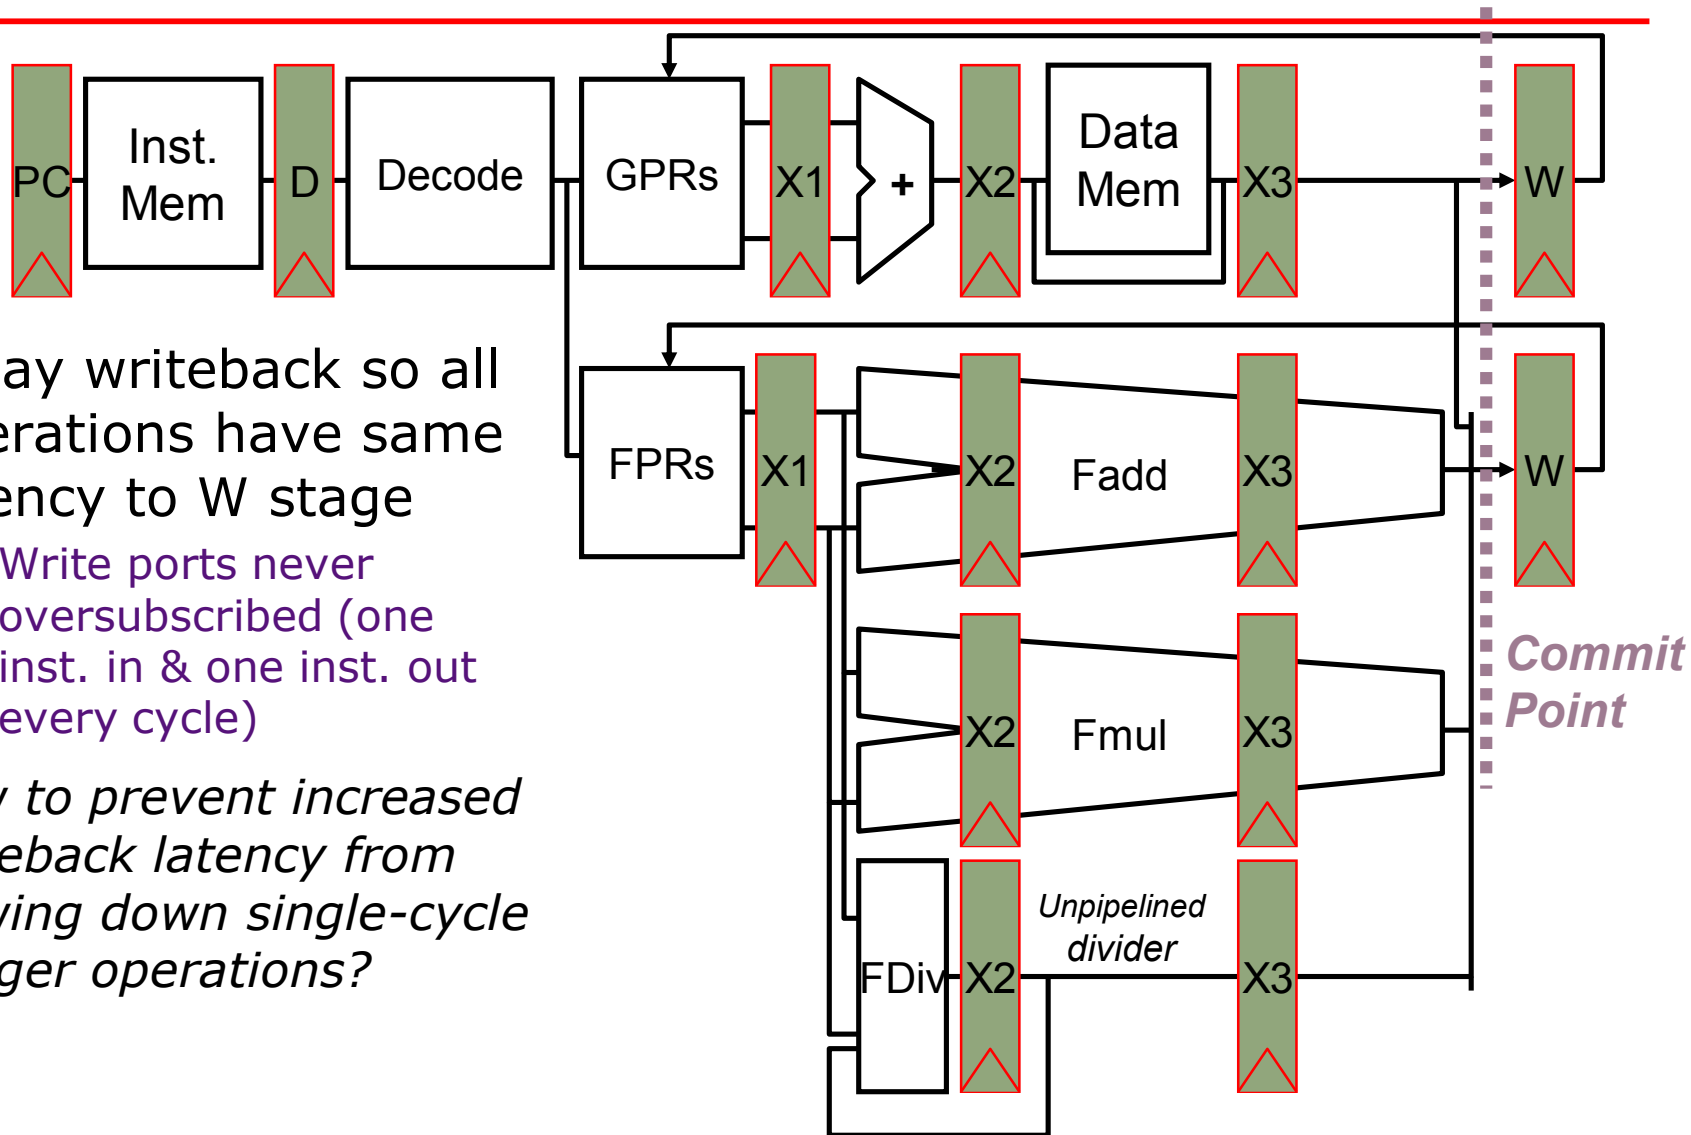 PC
Inst.
Mem
D
Decode
GPRs
X1
+
X2
Data
Mem
X3
W
ay writeback so all
erations have same
ency to W stage
Write ports never
oversubscribed (one
inst. in & one inst. out
every cycle)
w to prevent increased
teback latency from
wing down single-cycle
ger operations?
FPRs
X1
X2
Fadd
X3
W
X2
Fmul
X3
Commit
Point
FDiv
X2
Unpipelined
divider
X3